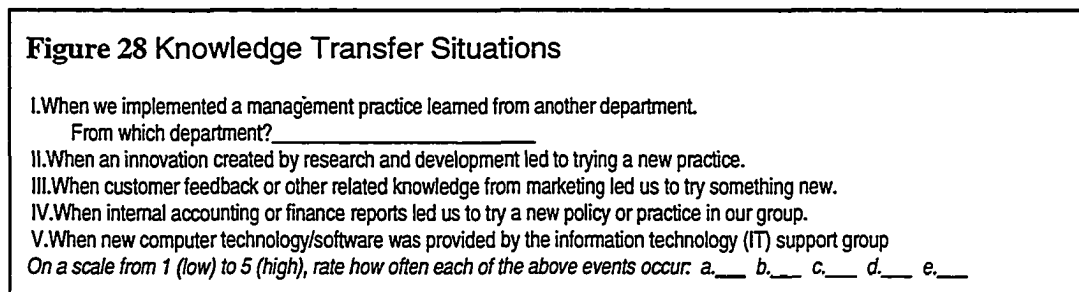 Figure 28 Knowledge Transfer Situations
I.When we implemented a management practice learned from another department.
From which department?____________________
II.When an innovation created by research and development led to trying a new practice.
III.When customer feedback or other related knowledge from marketing led us to try something new.
IV.When internal accounting or finance reports led us to try a new policy or practice in our group.
V.When new computer technology/software was provided by the information technology (IT) support group
On a scale from 1 (low) to 5 (high), rate how often each of the above events occur: a.___ b.___ c.___ d.___ e.___